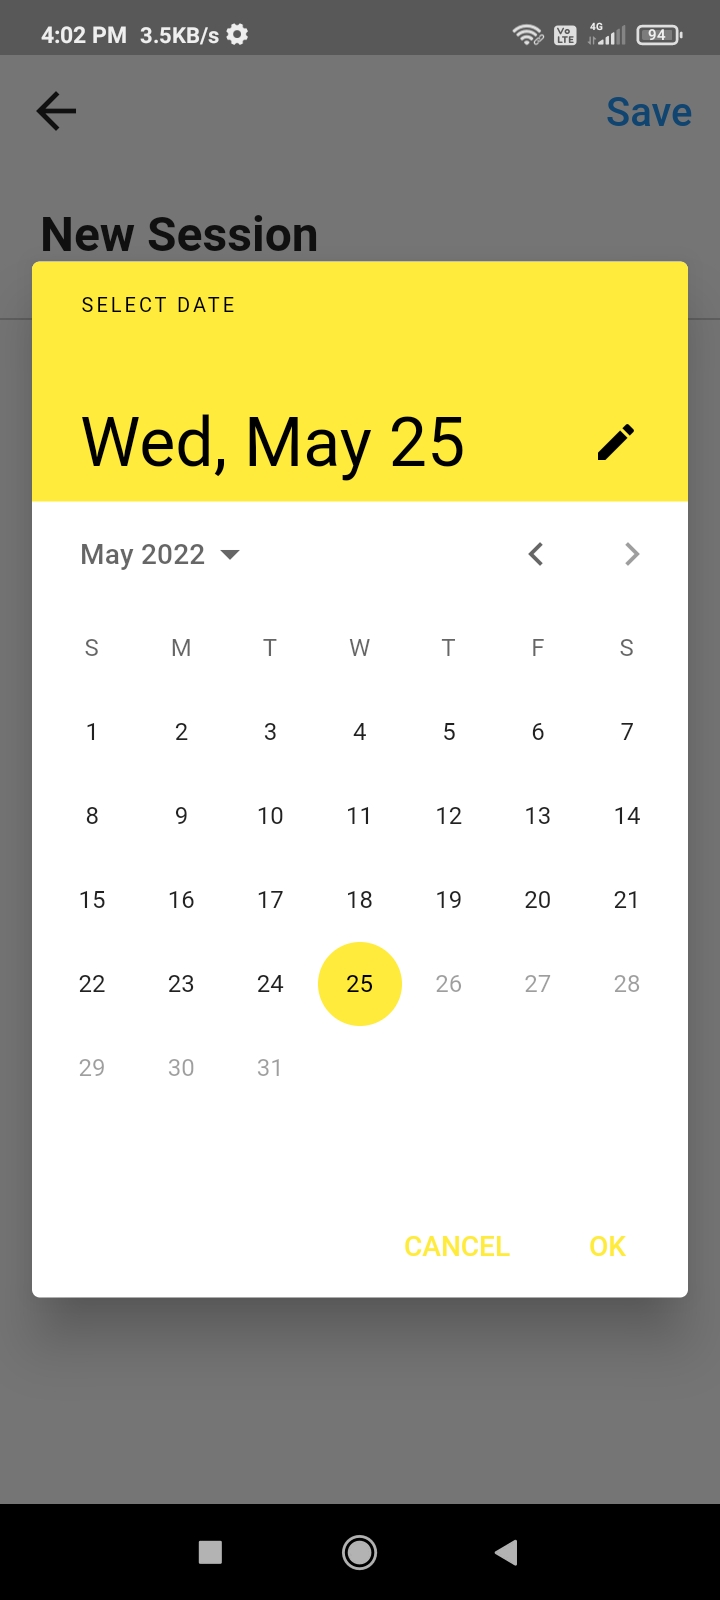 4:02 PM 3.5KB/s Vo LTE 4G 94
Save
New Session
SELECT DATE
Wed, May 25
May 2022
S M T W T F S
1 2 3 4 5 6 7
8 9 10 11 12 13 14
15 16 17 18 19 20 21
22 23 24 25 26 27 28
29 30 31
CANCEL OK